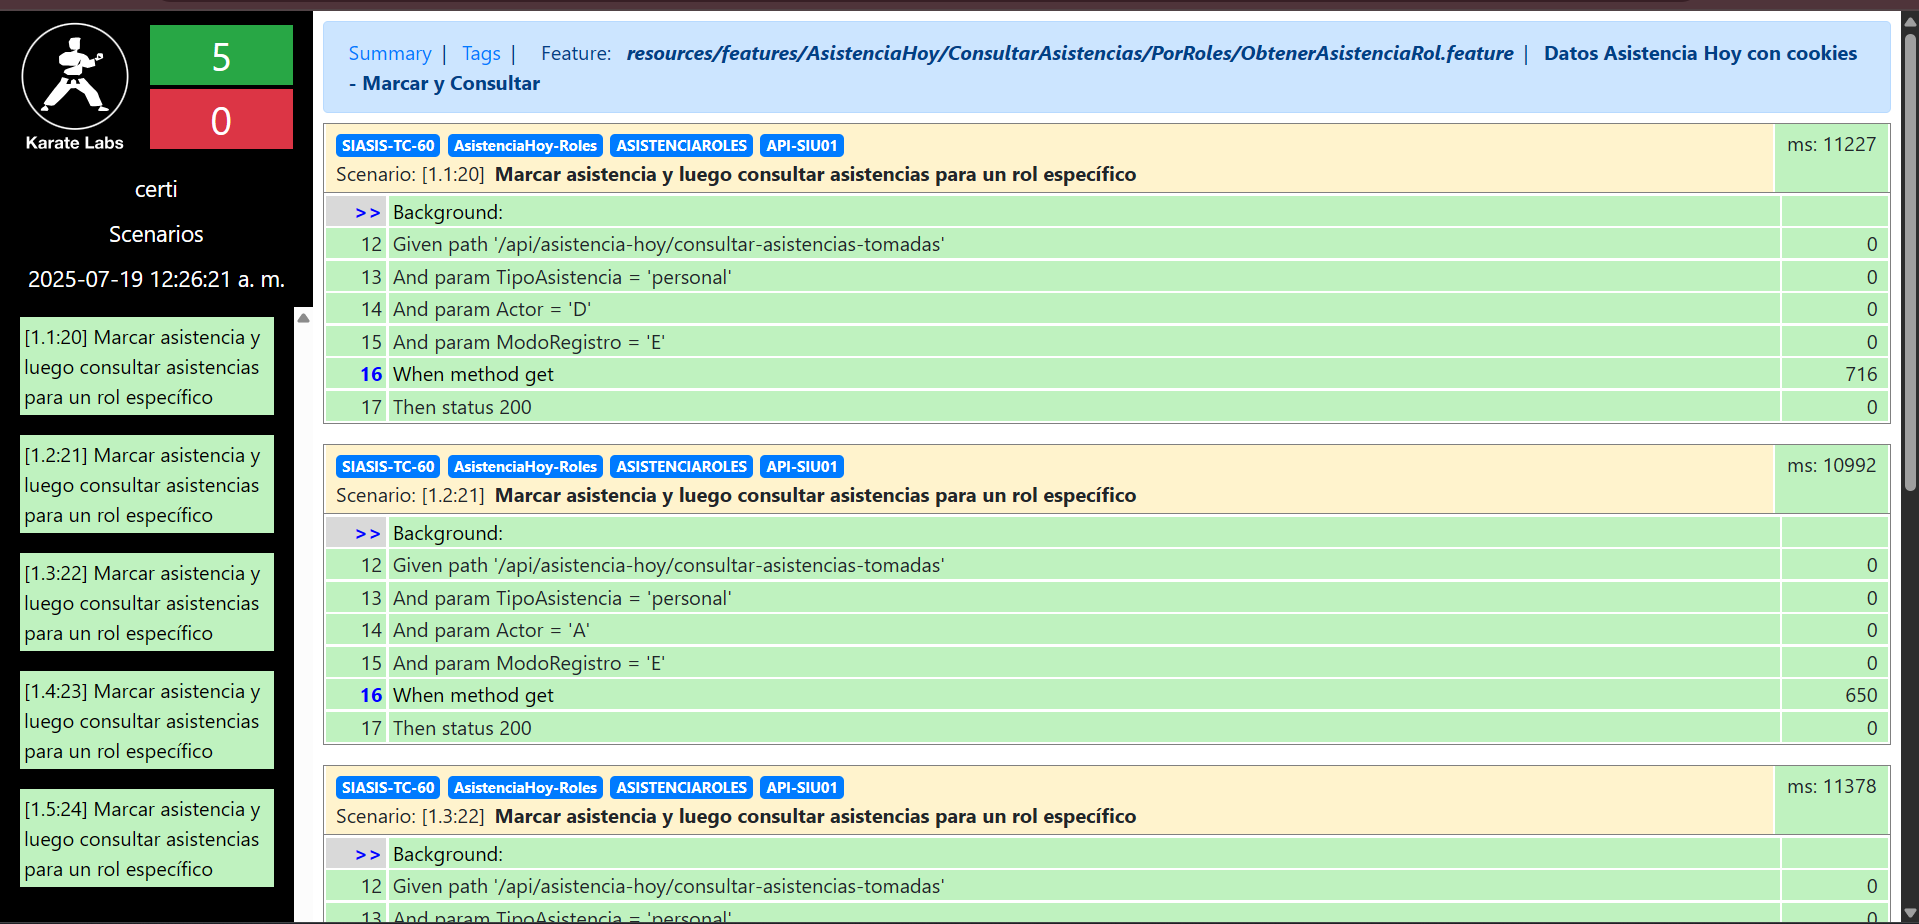 5
0
Karate Labs
certi
Scenarios
2025-07-19 12:26:21 a. m.
[1.1:20] Marcar asistencia y
luego consultar asistencias
para un rol específico
[1.2:21] Marcar asistencia y
luego consultar asistencias
para un rol específico
[1.3:22] Marcar asistencia y
luego consultar asistencias
para un rol específico
[1.4:23] Marcar asistencia y
luego consultar asistencias
para un rol específico
[1.5:24] Marcar asistencia y
luego consultar asistencias
para un rol específico
Summary | Tags | Feature: resources/features/AsistenciaHoy/ConsultarAsistencias/PorRoles/ObtenerAsistenciaRol.feature | Datos Asistencia Hoy con cookies
- Marcar y Consultar
SIASIS-TC-60 AsistenciaHoy-Roles ASISTENCIAROLES API-SIU01 ms: 11227
Scenario: [1.1:20] Marcar asistencia y luego consultar asistencias para un rol específico
>> Background:
12 Given path '/api/asistencia-hoy/consultar-asistencias-tomadas' 0
13 And param TipoAsistencia = 'personal' 0
14 And param Actor = 'D' 0
15 And param ModoRegistro = 'E' 0
16 When method get 716
17 Then status 200 0
SIASIS-TC-60 AsistenciaHoy-Roles ASISTENCIAROLES API-SIU01 ms: 10992
Scenario: [1.2:21] Marcar asistencia y luego consultar asistencias para un rol específico
>> Background:
12 Given path '/api/asistencia-hoy/consultar-asistencias-tomadas' 0
13 And param TipoAsistencia = 'personal' 0
14 And param Actor = 'A' 0
15 And param ModoRegistro = 'E' 0
16 When method get 650
17 Then status 200 0
SIASIS-TC-60 AsistenciaHoy-Roles ASISTENCIAROLES API-SIU01 ms: 11378
Scenario: [1.3:22] Marcar asistencia y luego consultar asistencias para un rol específico
>> Background:
12 Given path '/api/asistencia-hoy/consultar-asistencias-tomadas' 0
13 And param TipoAsistencia = 'personal' 0